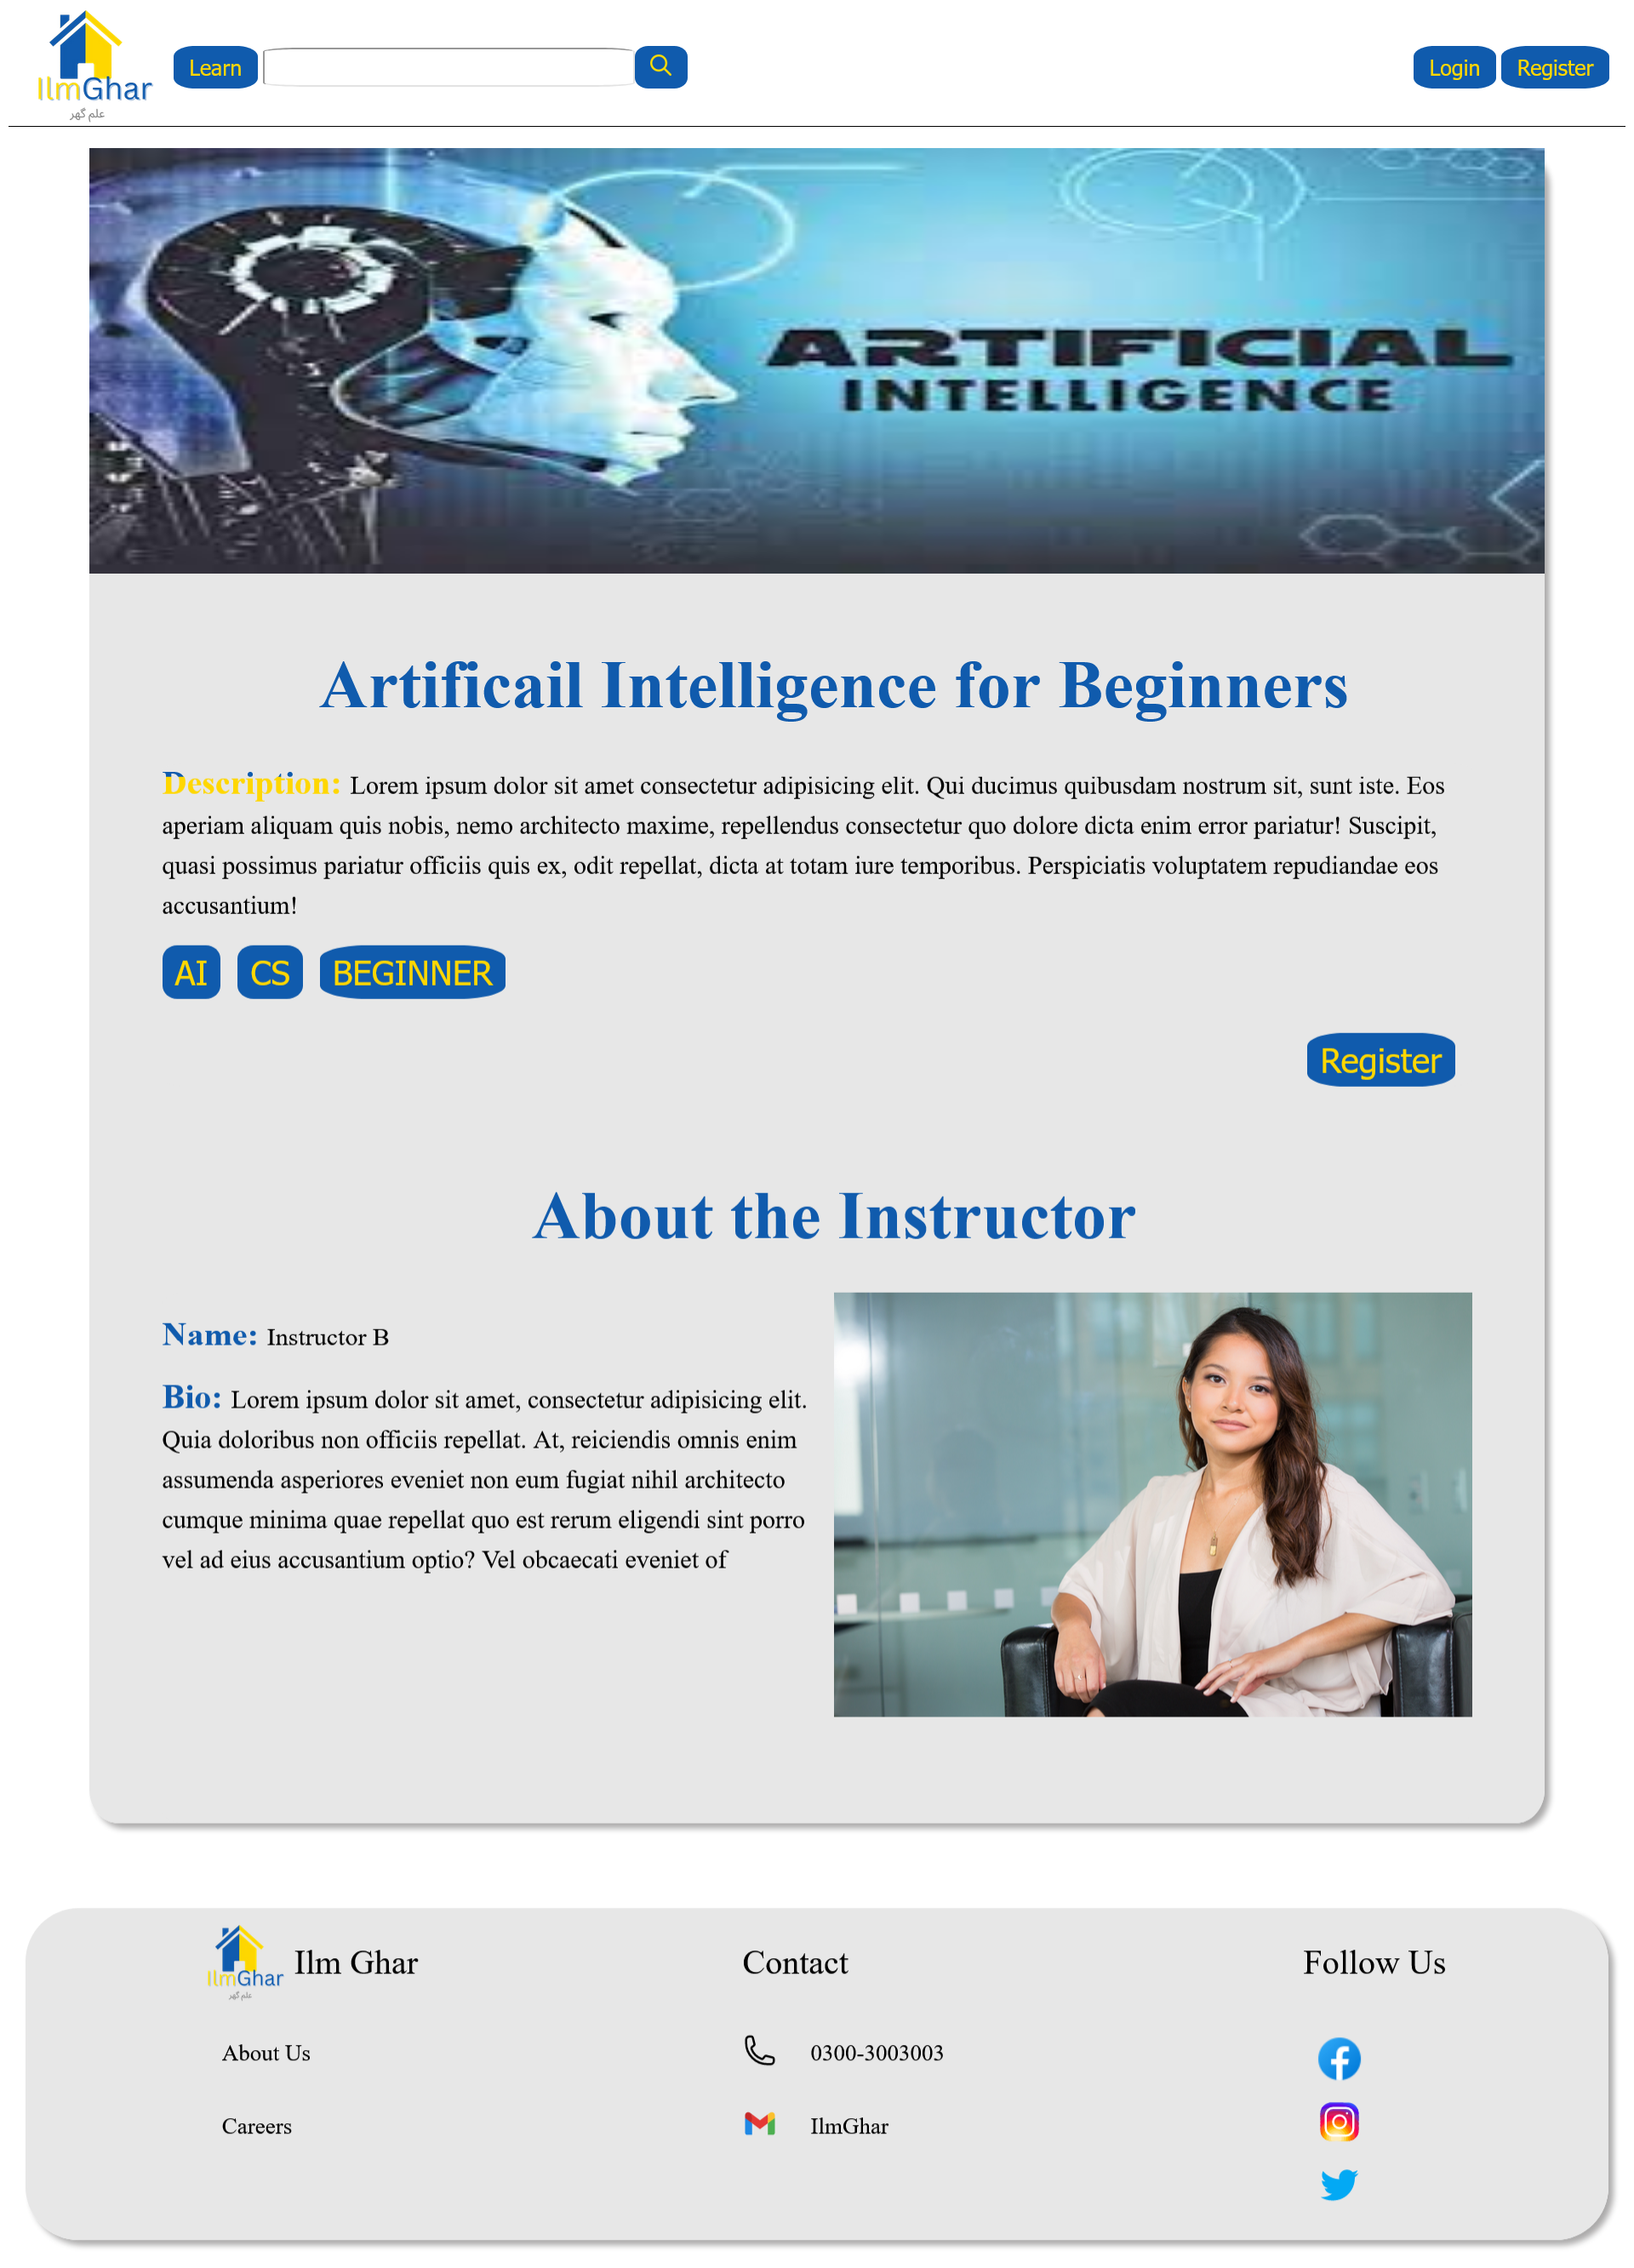 IlmGhar
علم گھر
Learn
Login
Register
ARTIFICIAL
INTELLIGENCE
Artificail Intelligence for Beginners
Description: Lorem ipsum dolor sit amet consectetur adipisicing elit. Qui ducimus quibusdam nostrum sit, sunt iste. Eos
aperiam aliquam quis nobis, nemo architecto maxime, repellendus consectetur quo dolore dicta enim error pariatur! Suscipit,
quasi possimus pariatur officiis quis ex, odit repellat, dicta at totam iure temporibus. Perspiciatis voluptatem repudiandae eos
accusantium!
AI CS BEGINNER
Register
About the Instructor
Name: Instructor B
Bio: Lorem ipsum dolor sit amet, consectetur adipisicing elit.
Quia doloribus non officiis repellat. At, reiciendis omnis enim
assumenda asperiores eveniet non eum fugiat nihil architecto
cumque minima quae repellat quo est rerum eligendi sint porro
vel ad eius accusantium optio? Vel obcaecati eveniet of
IlmGhar
علم گھر
Ilm Ghar
About Us
Careers
Contact
0300-3003003
IlmGhar
Follow Us